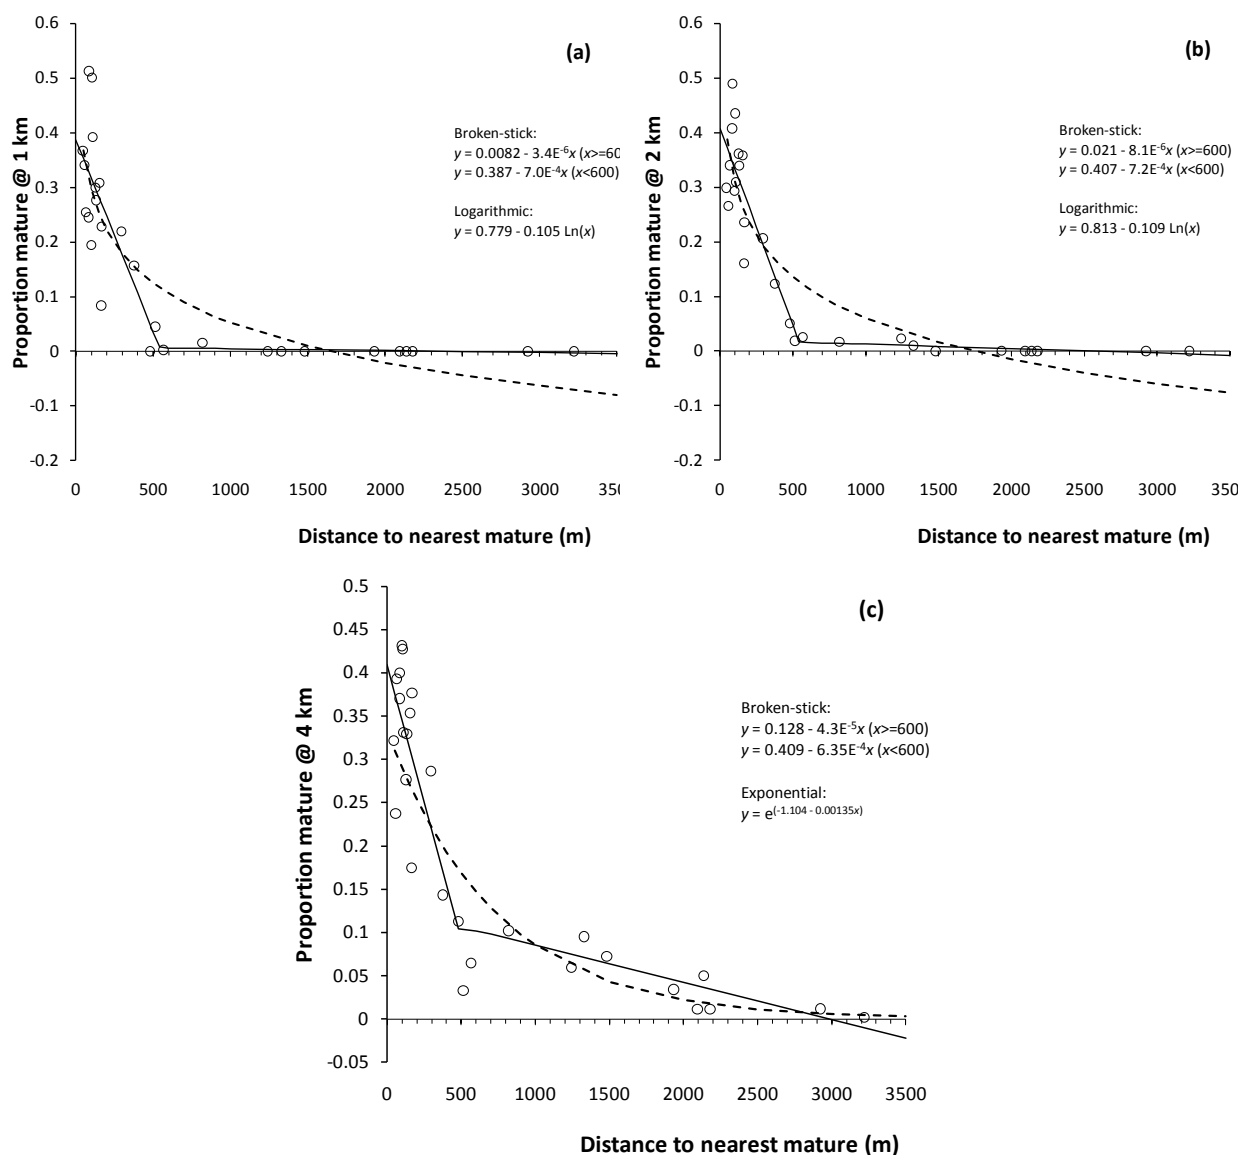 0.6
0.5
0.4
0.3
0.2
0.1
0
-0.1
-0.2
Proportion mature @ 1 km
(a)
Broken-stick:
y = 0.0082 - 3.4E⁻⁶x (x>=60
y = 0.387 - 7.0E⁻⁴x (x<600)
Logarithmic:
y = 0.779 - 0.105 Ln(x)
0 500 1000 1500 2000 2500 3000 350
Distance to nearest mature (m)
0.6
0.5
0.4
0.3
0.2
0.1
0
-0.1
-0.2
Proportion mature @ 2 km
(b)
Broken-stick:
y = 0.021 - 8.1E⁻⁶x (x>=600)
y = 0.407 - 7.2E⁻⁴x (x<600)
Logarithmic:
y = 0.813 - 0.109 Ln(x)
0 500 1000 1500 2000 2500 3000 350
Distance to nearest mature (m)
0.5
0.45
0.4
0.35
0.3
0.25
0.2
0.15
0.1
0.05
0
-0.05
Proportion mature @ 4 km
(c)
Broken-stick:
y = 0.128 - 4.3E⁻⁵x (x>=600)
y = 0.409 - 6.35E⁻⁴x (x<600)
Exponential:
y = e⁽⁻¹·¹⁰⁴ ⁻ ⁰·⁰⁰¹³⁵ˣ⁾
0 500 1000 1500 2000 2500 3000 3500
Distance to nearest mature (m)